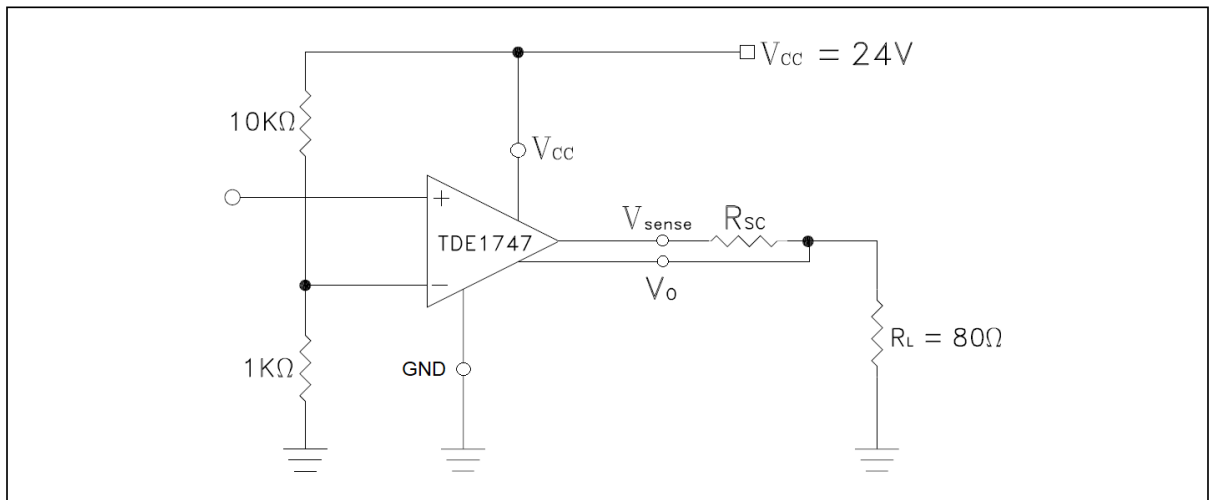 Vcc = 24V
10KΩ
Vcc
+
Vsense
Rsc
TDE1747
Vo
−
RL = 80Ω
1KΩ
GND